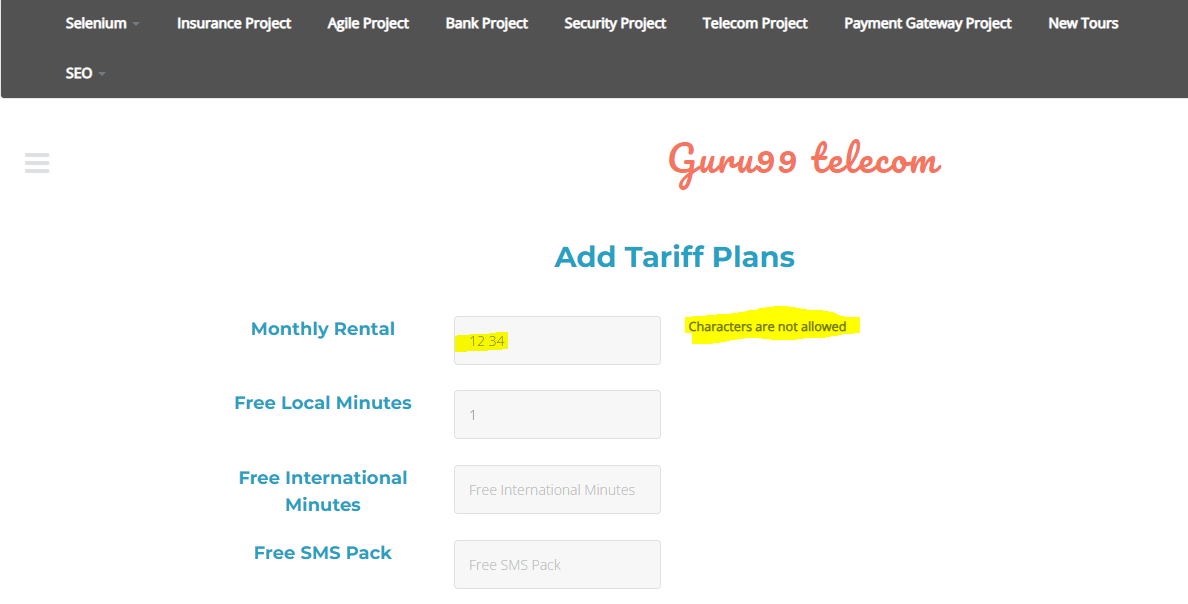 Selenium Insurance Project Agile Project Bank Project Security Project Telecom Project Payment Gateway Project New Tours
SEO
Guru99 telecom
Add Tariff Plans
Monthly Rental
12 34
Characters are not allowed
Free Local Minutes
1
Free International
Minutes
Free International Minutes
Free SMS Pack
Free SMS Pack